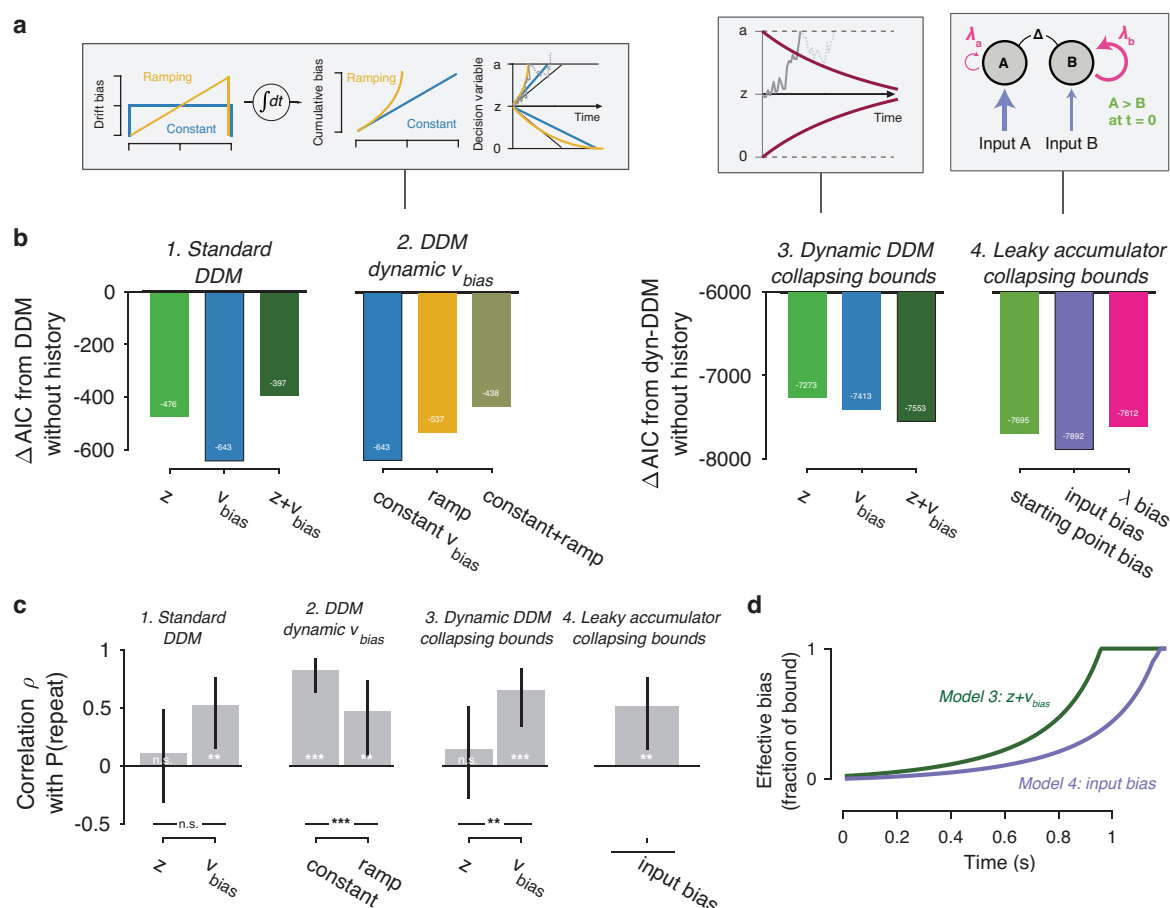 a
Drift bias
Ramping
Constant
∫dt
Cumulative bias
Ramping
Constant
Decision variable
a
z
0
Time
a
z
0
Time
λa
Δ
λb
A
B
A > B
at t = 0
Input A
Input B
b
1. Standard
DDM
2. DDM
dynamic vbias
3. Dynamic DDM
collapsing bounds
4. Leaky accumulator
collapsing bounds
ΔAIC from DDM
without history
0
-200
-400
-600
-476
-643
-397
-643
-537
-438
z
vbias
z+vbias
constant vbias
ramp
constant+ramp
ΔAIC from dyn-DDM
without history
-6000
-7000
-8000
-7273
-7413
-7553
-7695
-7892
-7612
z
vbias
z+vbias
starting point bias
input bias
λ bias
c
1. Standard
DDM
2. DDM
dynamic vbias
3. Dynamic DDM
collapsing bounds
4. Leaky accumulator
collapsing bounds
Correlation ρ
with P(repeat)
1
0.5
0
-0.5
n.s.
**
***
**
n.s.
***
**
n.s.
***
**
z
vbias
constant
ramp
z
vbias
input bias
d
Effective bias
(fraction of bound)
1
0
Model 3: z+vbias
Model 4: input bias
0
0.2
0.4
0.6
0.8
1
Time (s)